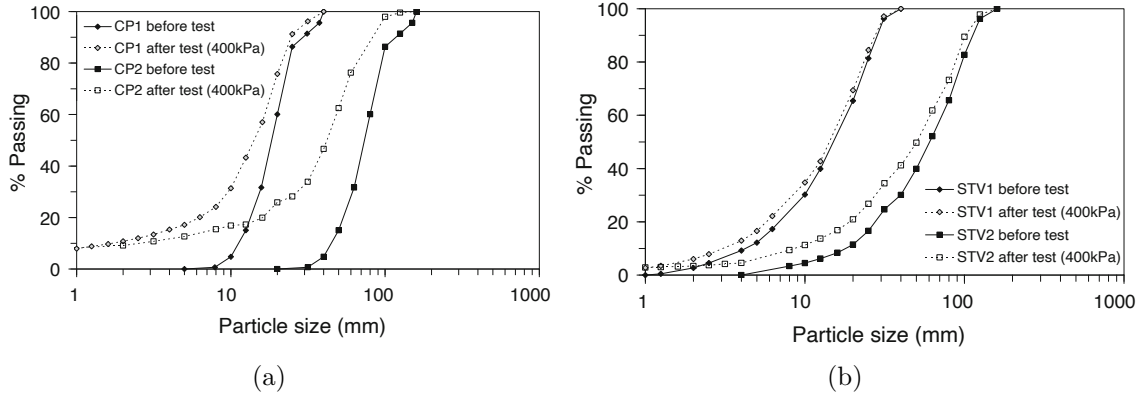 100
80
60
40
20
0
% Passing
CP1 before test
CP1 after test (400kPa)
CP2 before test
CP2 after test (400kPa)
1
10
100
1000
Particle size (mm)
(a)
100
80
60
40
20
0
% Passing
STV1 before test
STV1 after test (400kPa)
STV2 before test
STV2 after test (400kPa)
1
10
100
1000
Particle size (mm)
(b)